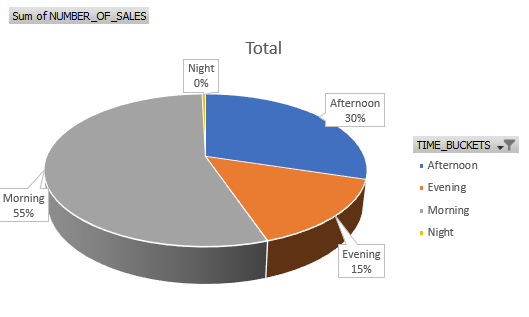 Sum of NUMBER_OF_SALES
Total
Night
0%
Afternoon
30%
Morning
55%
Evening
15%
TIME_BUCKETS
Afternoon
Evening
Morning
Night